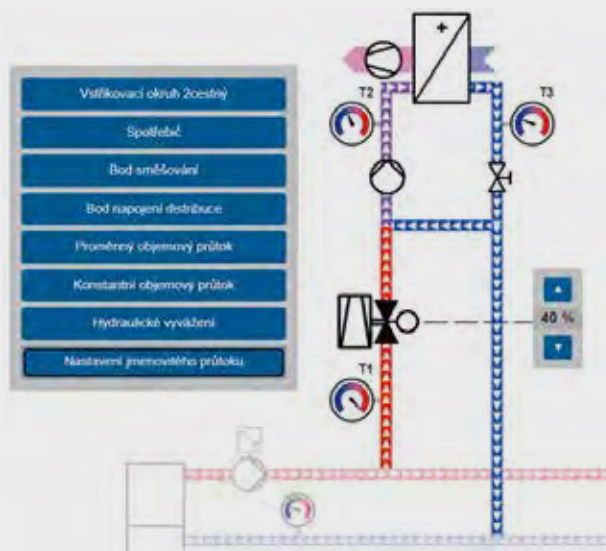 Vstřikovací okruh 2cestný
Spotřebič
Bod směšování
Bod napojení distribuce
Proměnný objemový průtok
Konstantní objemový průtok
Hydraulické vyvážení
Nastavení jmenovitého průtoku
T2
T3
+
40 %
T1